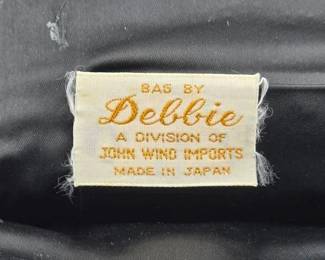 BAG BY
Debbie
A DIVISION OF
JOHN WIND IMPORTS
MADE IN JAPAN